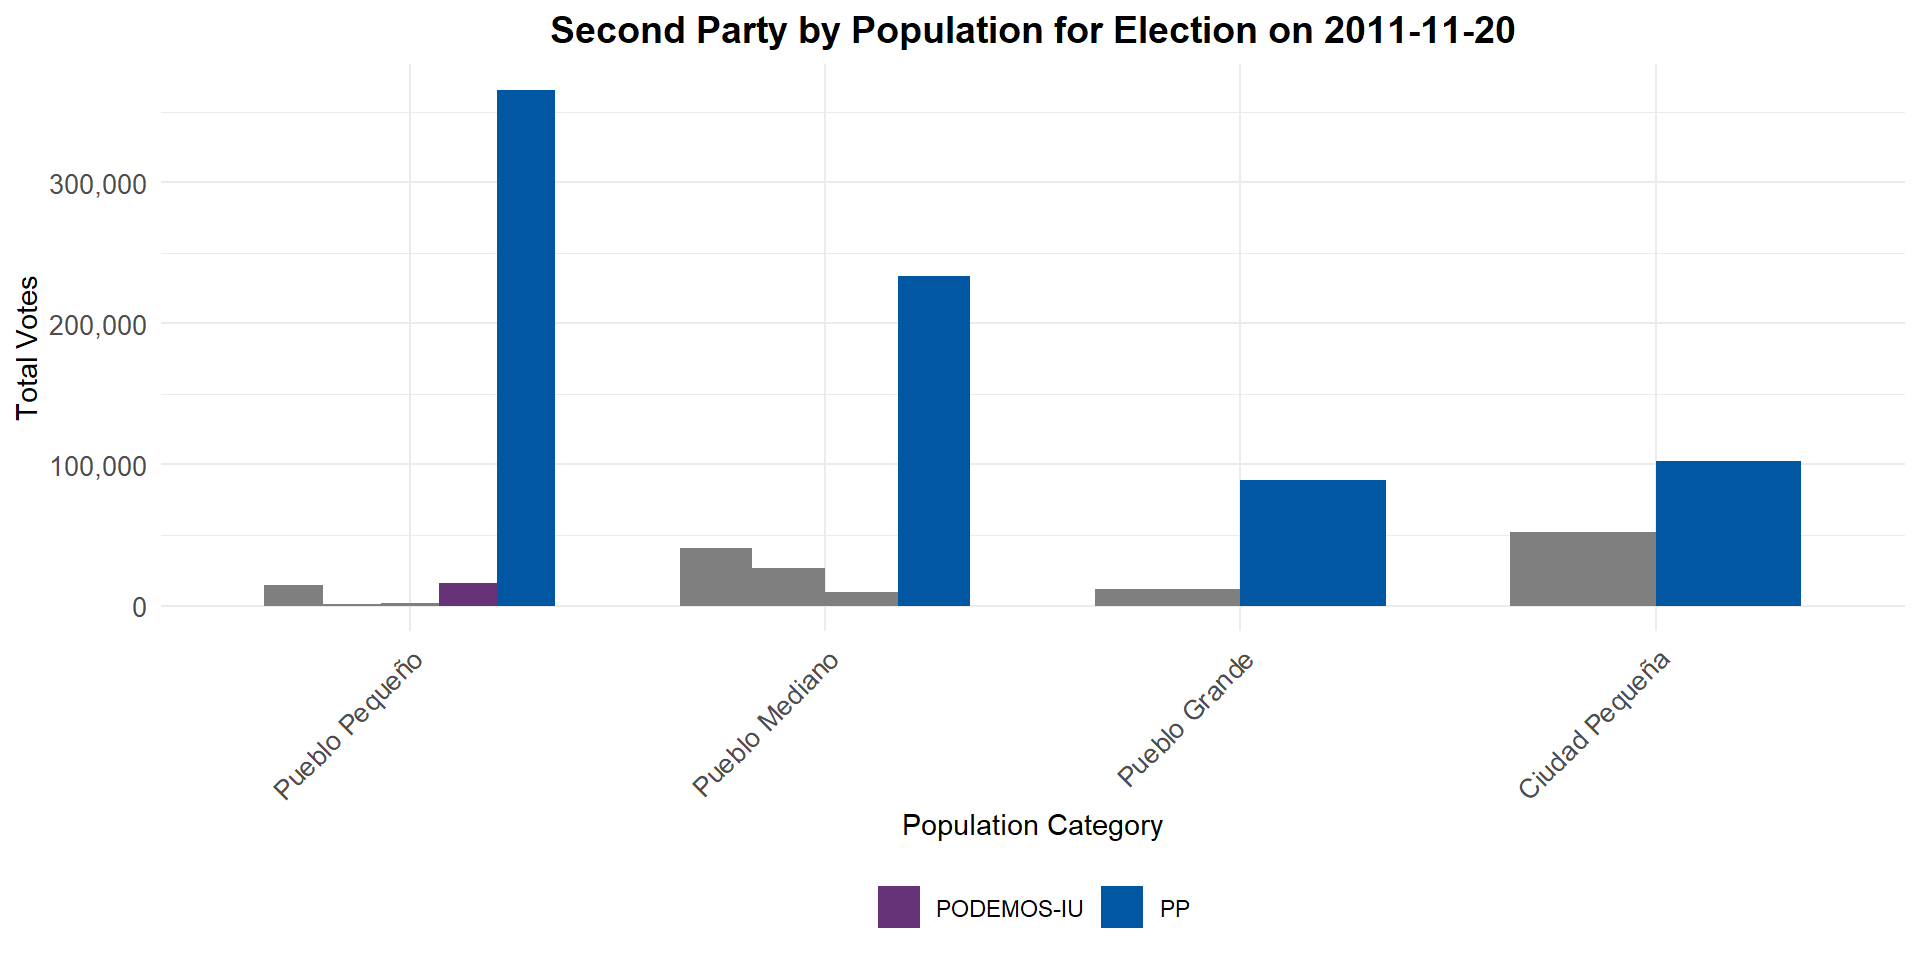 Second Party by Population for Election on 2011-11-20
Total Votes
300,000
200,000
100,000
0
Pueblo Pequeño
Pueblo Mediano
Pueblo Grande
Ciudad Pequeña
Population Category
PODEMOS-IU
PP